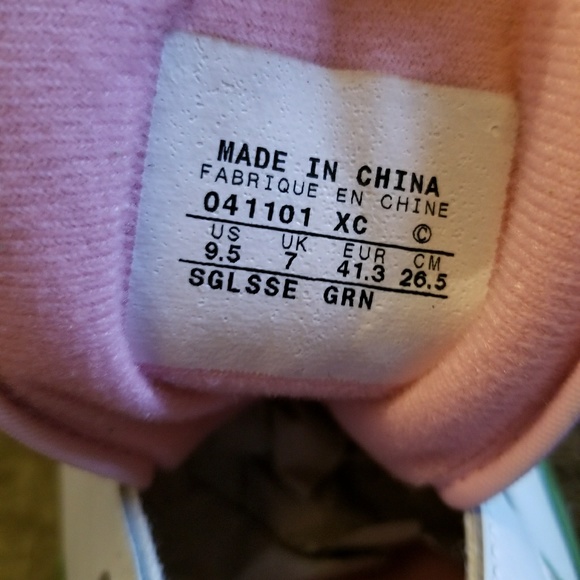 MADE IN CHINA
FABRIQUE EN CHINE
041101 XC ©
US UK EUR CM
9.5 7 41.3 26.5
SGLSSE GRN